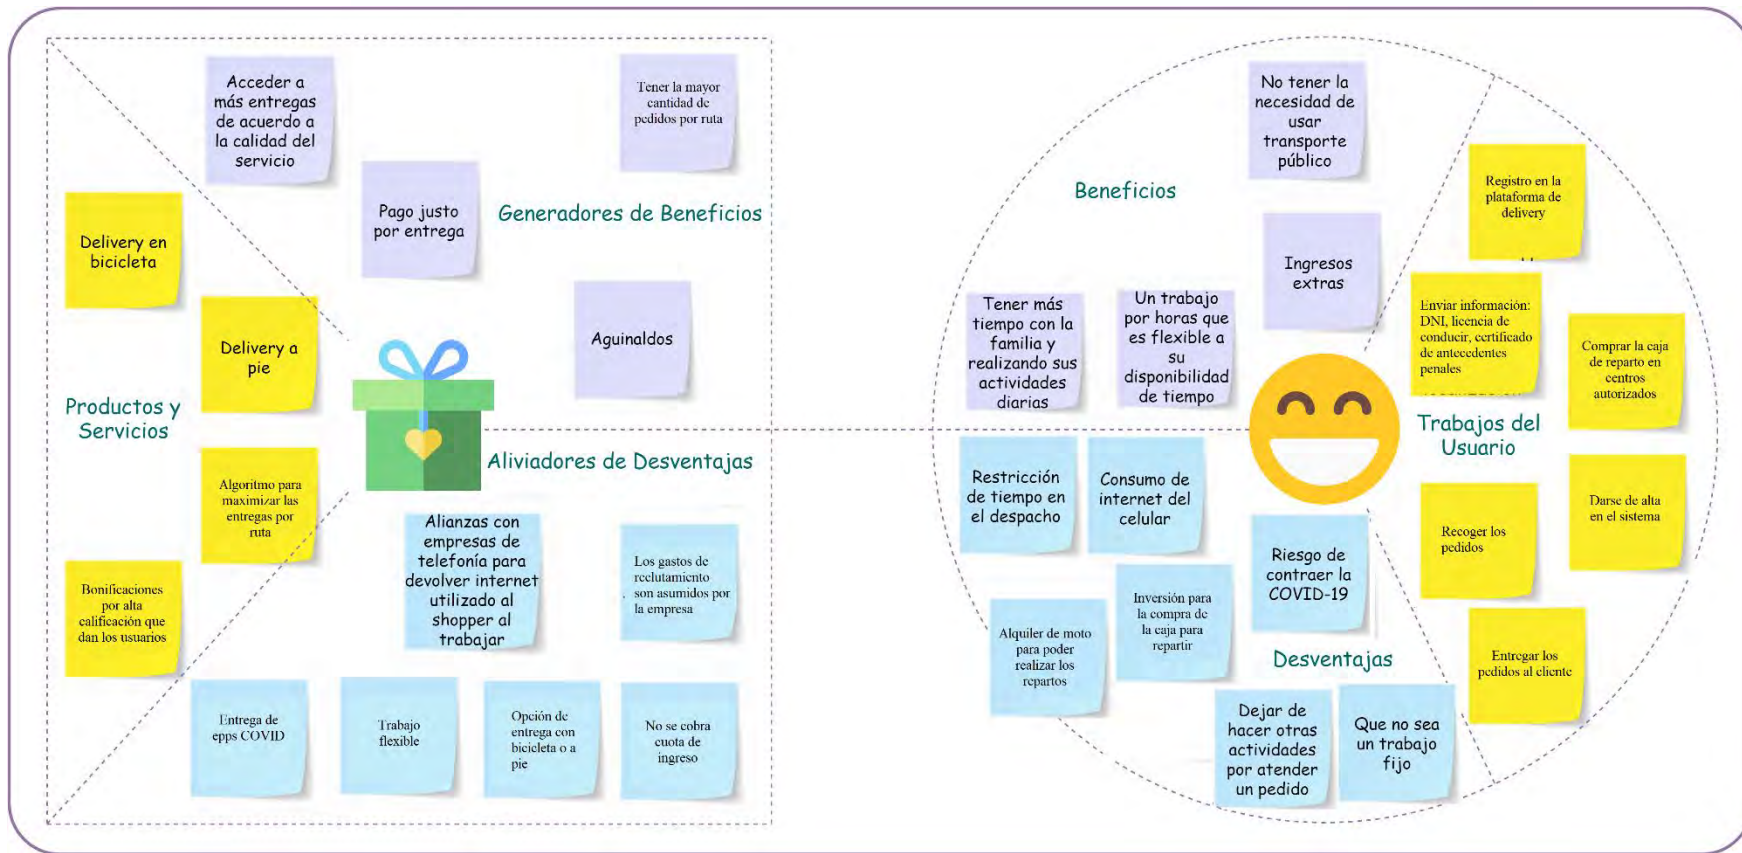 Acceder a
más entregas
de acuerdo a
la calidad del
servicio
Tener la mayor
cantidad de
pedidos por ruta
Pago justo
por entrega
Generadores de Beneficios
Aguinaldos
Delivery en
bicicleta
Delivery a
pie
Productos y
Servicios
Algoritmo para
maximizar las
entregas por
ruta
Bonificaciones
por alta
calificación que
dan los usuarios
Aliviadores de Desventajas
Alianzas con
empresas de
telefonía para
devolver internet
utilizado al
shopper al
trabajar
Los gastos de
reclutamiento
son asumidos por
la empresa
Entrega de
epps COVID
Trabajo
flexible
Opción de
entrega con
bicicleta o a
pie
No se cobra
cuota de
ingreso
No tener la
necesidad de
usar
transporte
público
Beneficios
Ingresos
extras
Tener más
tiempo con la
familia y
realizando sus
actividades
diarias
Un trabajo
por horas que
es flexible a
su
disponibilidad
de tiempo
Registro en la
plataforma de
delivery
Enviar información:
DNI, licencia de
conducir, certificado
de antecedentes
penales
Comprar la caja
de reparto en
centros
autorizados
Trabajos del
Usuario
Recoger los
pedidos
Darse de alta
en el sistema
Entregar los
pedidos al cliente
Restricción
de tiempo en
el despacho
Consumo de
internet del
celular
Riesgo de
contraer la
COVID-19
Alquiler de moto
para poder
realizar los
repartos
Inversión para
la compra de
la caja para
repartir
Desventajas
Dejar de
hacer otras
actividades
por atender
un pedido
Que no sea
un trabajo
fijo